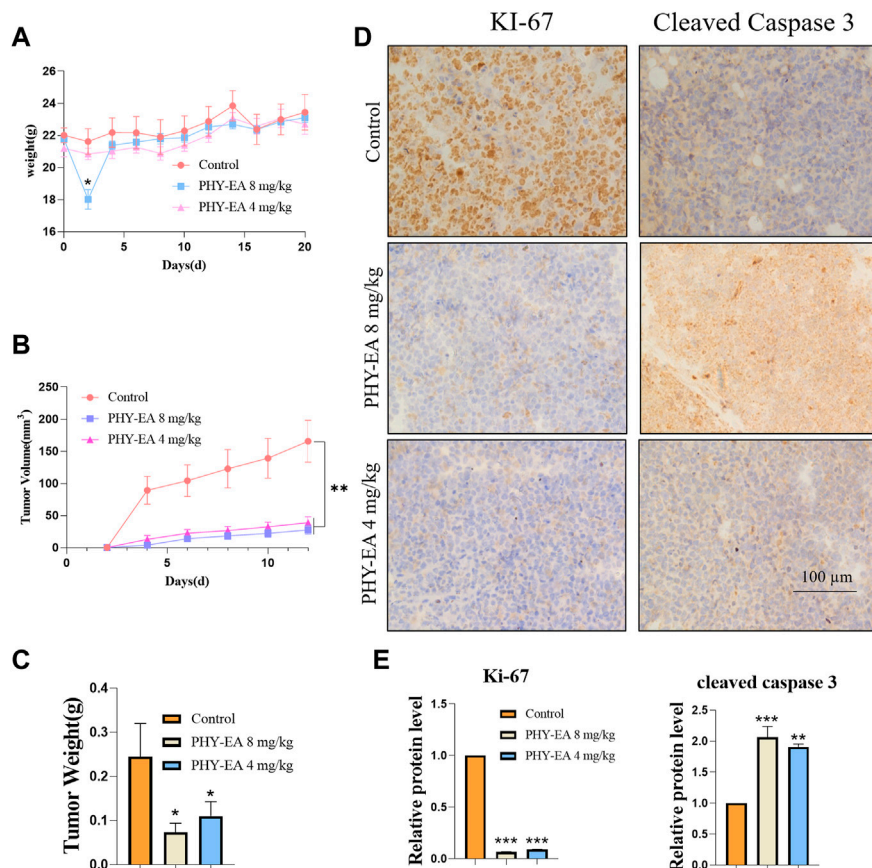 A
weight(g)
26
24
22
20
18
16
*
Control
PHY-EA 8 mg/kg
PHY-EA 4 mg/kg
0
5
10
15
20
Days(d)
B
Tumor Volume(mm³)
250
200
150
100
50
0
Control
PHY-EA 8 mg/kg
PHY-EA 4 mg/kg
**
0
5
10
Days(d)
C
Tumor Weight(g)
0.4
0.3
0.2
0.1
0.0
Control
PHY-EA 8 mg/kg
PHY-EA 4 mg/kg
*
*
D
KI-67
Cleaved Caspase 3
Control
PHY-EA 8 mg/kg
PHY-EA 4 mg/kg
100 µm
E
Ki-67
Relative protein level
1.5
1.0
0.5
0.0
Control
PHY-EA 8 mg/kg
PHY-EA 4 mg/kg
***
***
cleaved caspase 3
Relative protein level
2.5
2.0
1.5
1.0
0.5
0.0
***
**